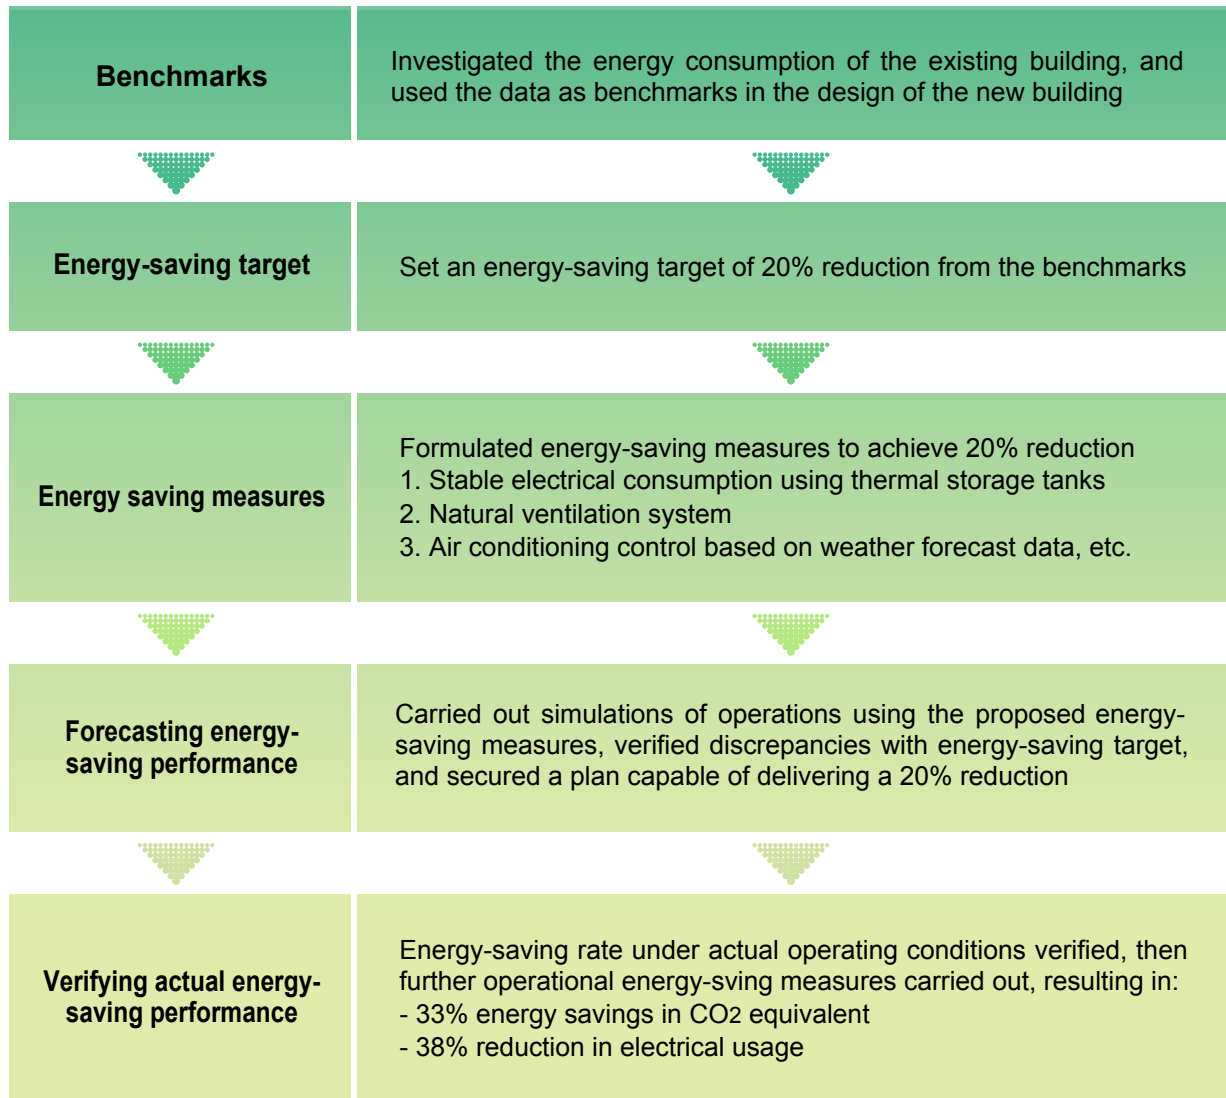 Benchmarks
Investigated the energy consumption of the existing building, and
used the data as benchmarks in the design of the new building
Energy-saving target
Set an energy-saving target of 20% reduction from the benchmarks
Energy saving measures
Formulated energy-saving measures to achieve 20% reduction
1. Stable electrical consumption using thermal storage tanks
2. Natural ventilation system
3. Air conditioning control based on weather forecast data, etc.
Forecasting energy-
saving performance
Carried out simulations of operations using the proposed energy-
saving measures, verified discrepancies with energy-saving target,
and secured a plan capable of delivering a 20% reduction
Verifying actual energy-
saving performance
Energy-saving rate under actual operating conditions verified, then
further operational energy-sving measures carried out, resulting in:
- 33% energy savings in CO2 equivalent
- 38% reduction in electrical usage